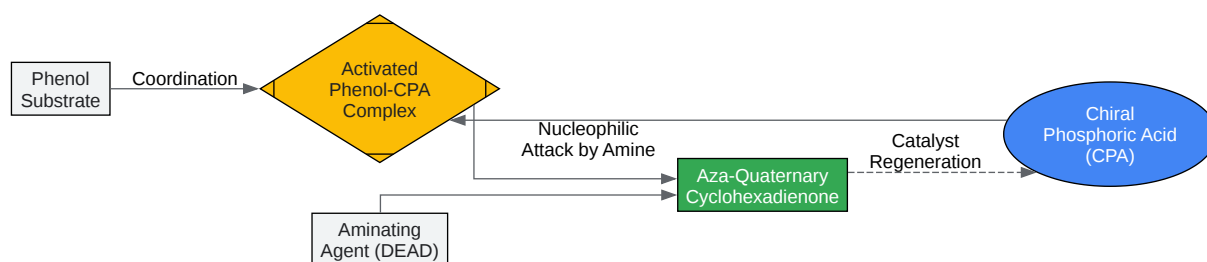 Phenol
Substrate
Coordination
Activated
Phenol-CPA
Complex
Nucleophilic
Attack by Amine
Aminating
Agent (DEAD)
Aza-Quaternary
Cyclohexadienone
Catalyst
Regeneration
Chiral
Phosphoric Acid
(CPA)